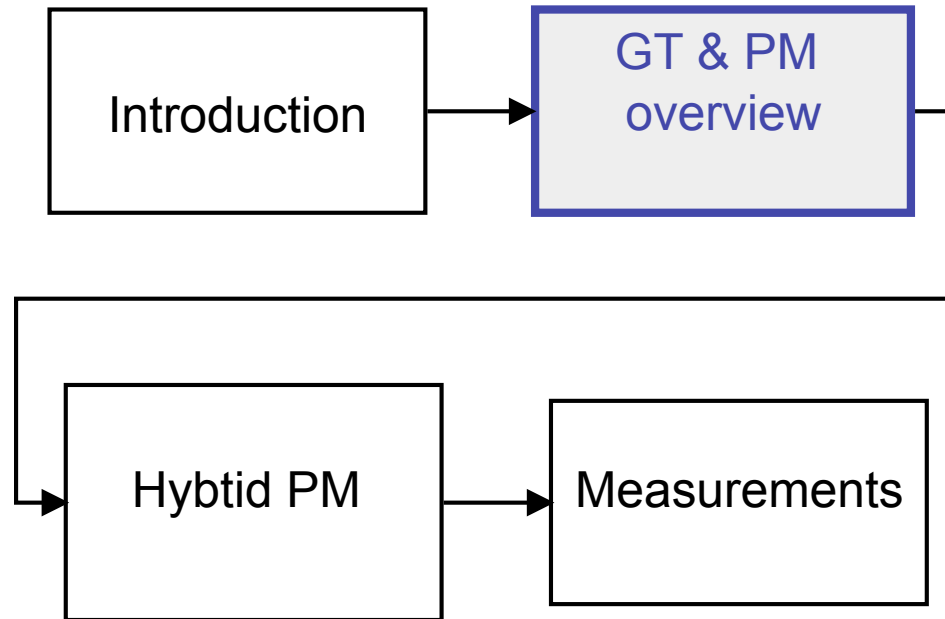 Introduction
GT & PM
overview
Hybtid PM
Measurements